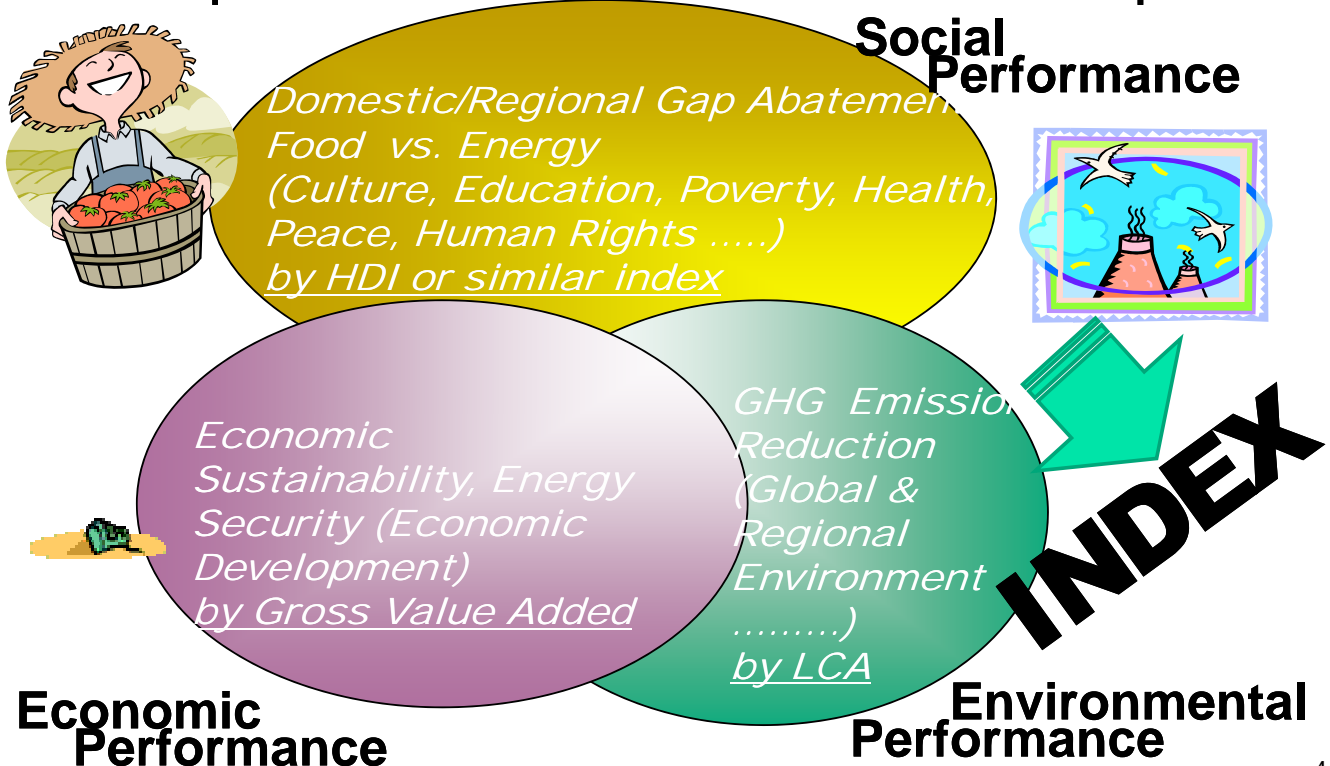 Social
Performance
Domestic/Regional Gap Abatemen
Food vs. Energy
(Culture, Education, Poverty, Health,
Peace, Human Rights .....)
by HDI or similar index
Economic
Sustainability, Energy
Security (Economic
Development)
by Gross Value Added
GHG Emission
Reduction
(Global &
Regional
Environment
.........)
by LCA
INDEX
Economic
Performance
Environmental
Performance